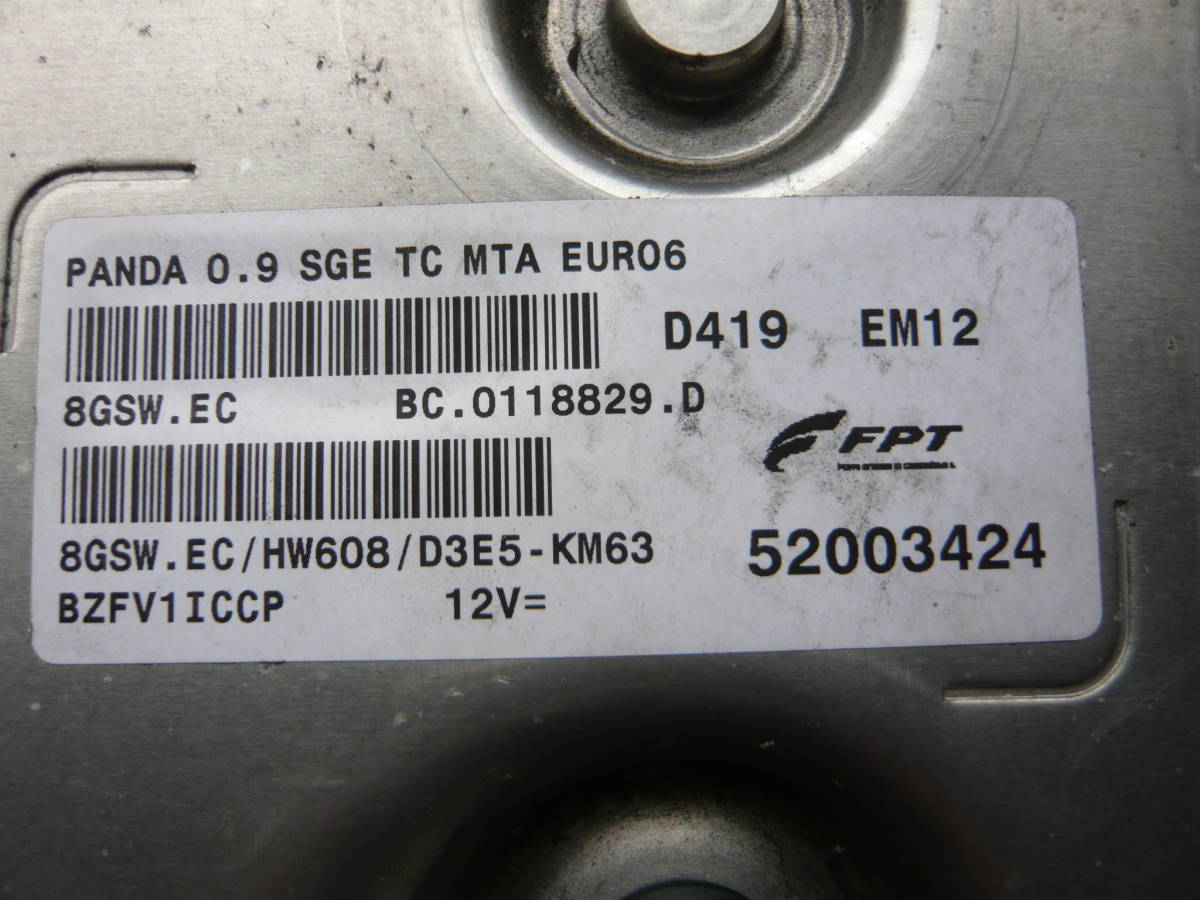 PANDA 0.9 SGE TC MTA EURO6
D419 EM12
8GSW.EC BC.0118829.D
FPT
8GSW.EC/HW608/D3E5-KM63
52003424
BZFV1ICCP 12V=